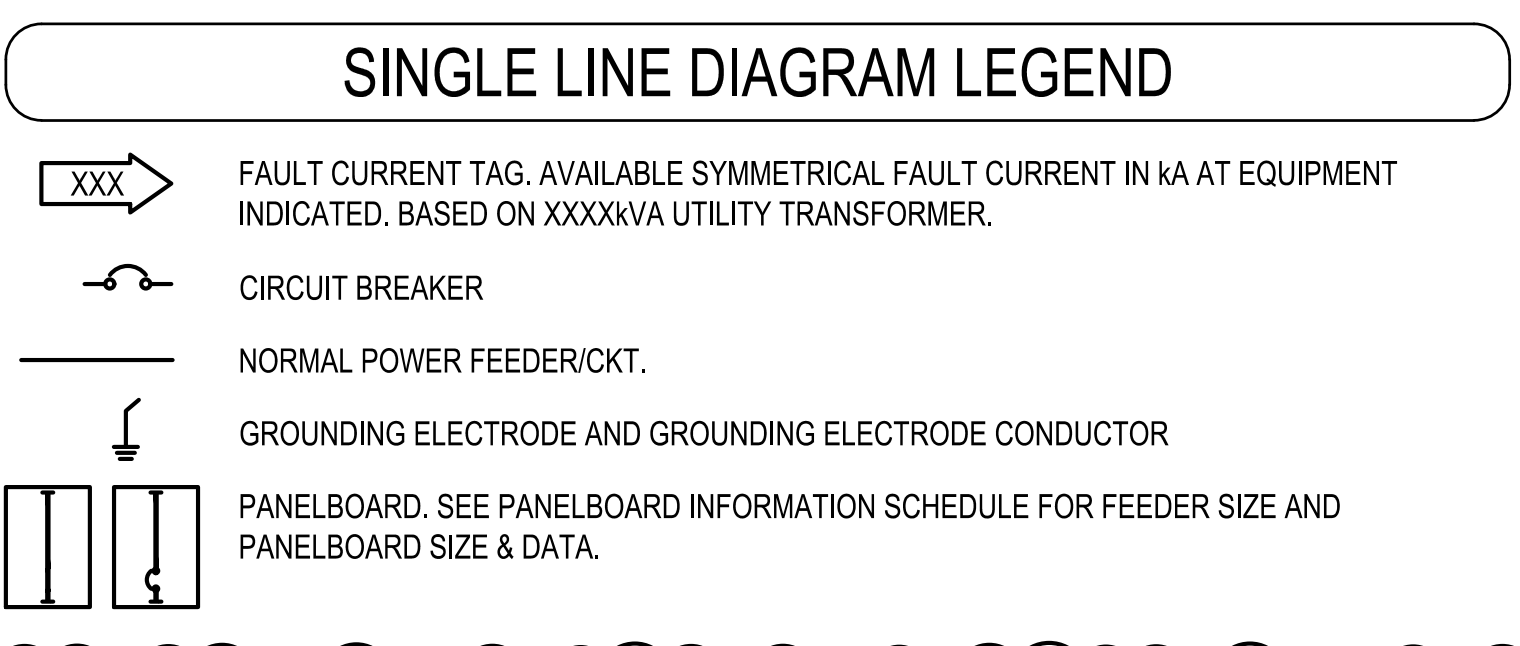 SINGLE LINE DIAGRAM LEGEND
XXX
FAULT CURRENT TAG. AVAILABLE SYMMETRICAL FAULT CURRENT IN kA AT EQUIPMENT
INDICATED. BASED ON XXXXkVA UTILITY TRANSFORMER.
CIRCUIT BREAKER
NORMAL POWER FEEDER/CKT.
GROUNDING ELECTRODE AND GROUNDING ELECTRODE CONDUCTOR
PANELBOARD. SEE PANELBOARD INFORMATION SCHEDULE FOR FEEDER SIZE AND
PANELBOARD SIZE & DATA.